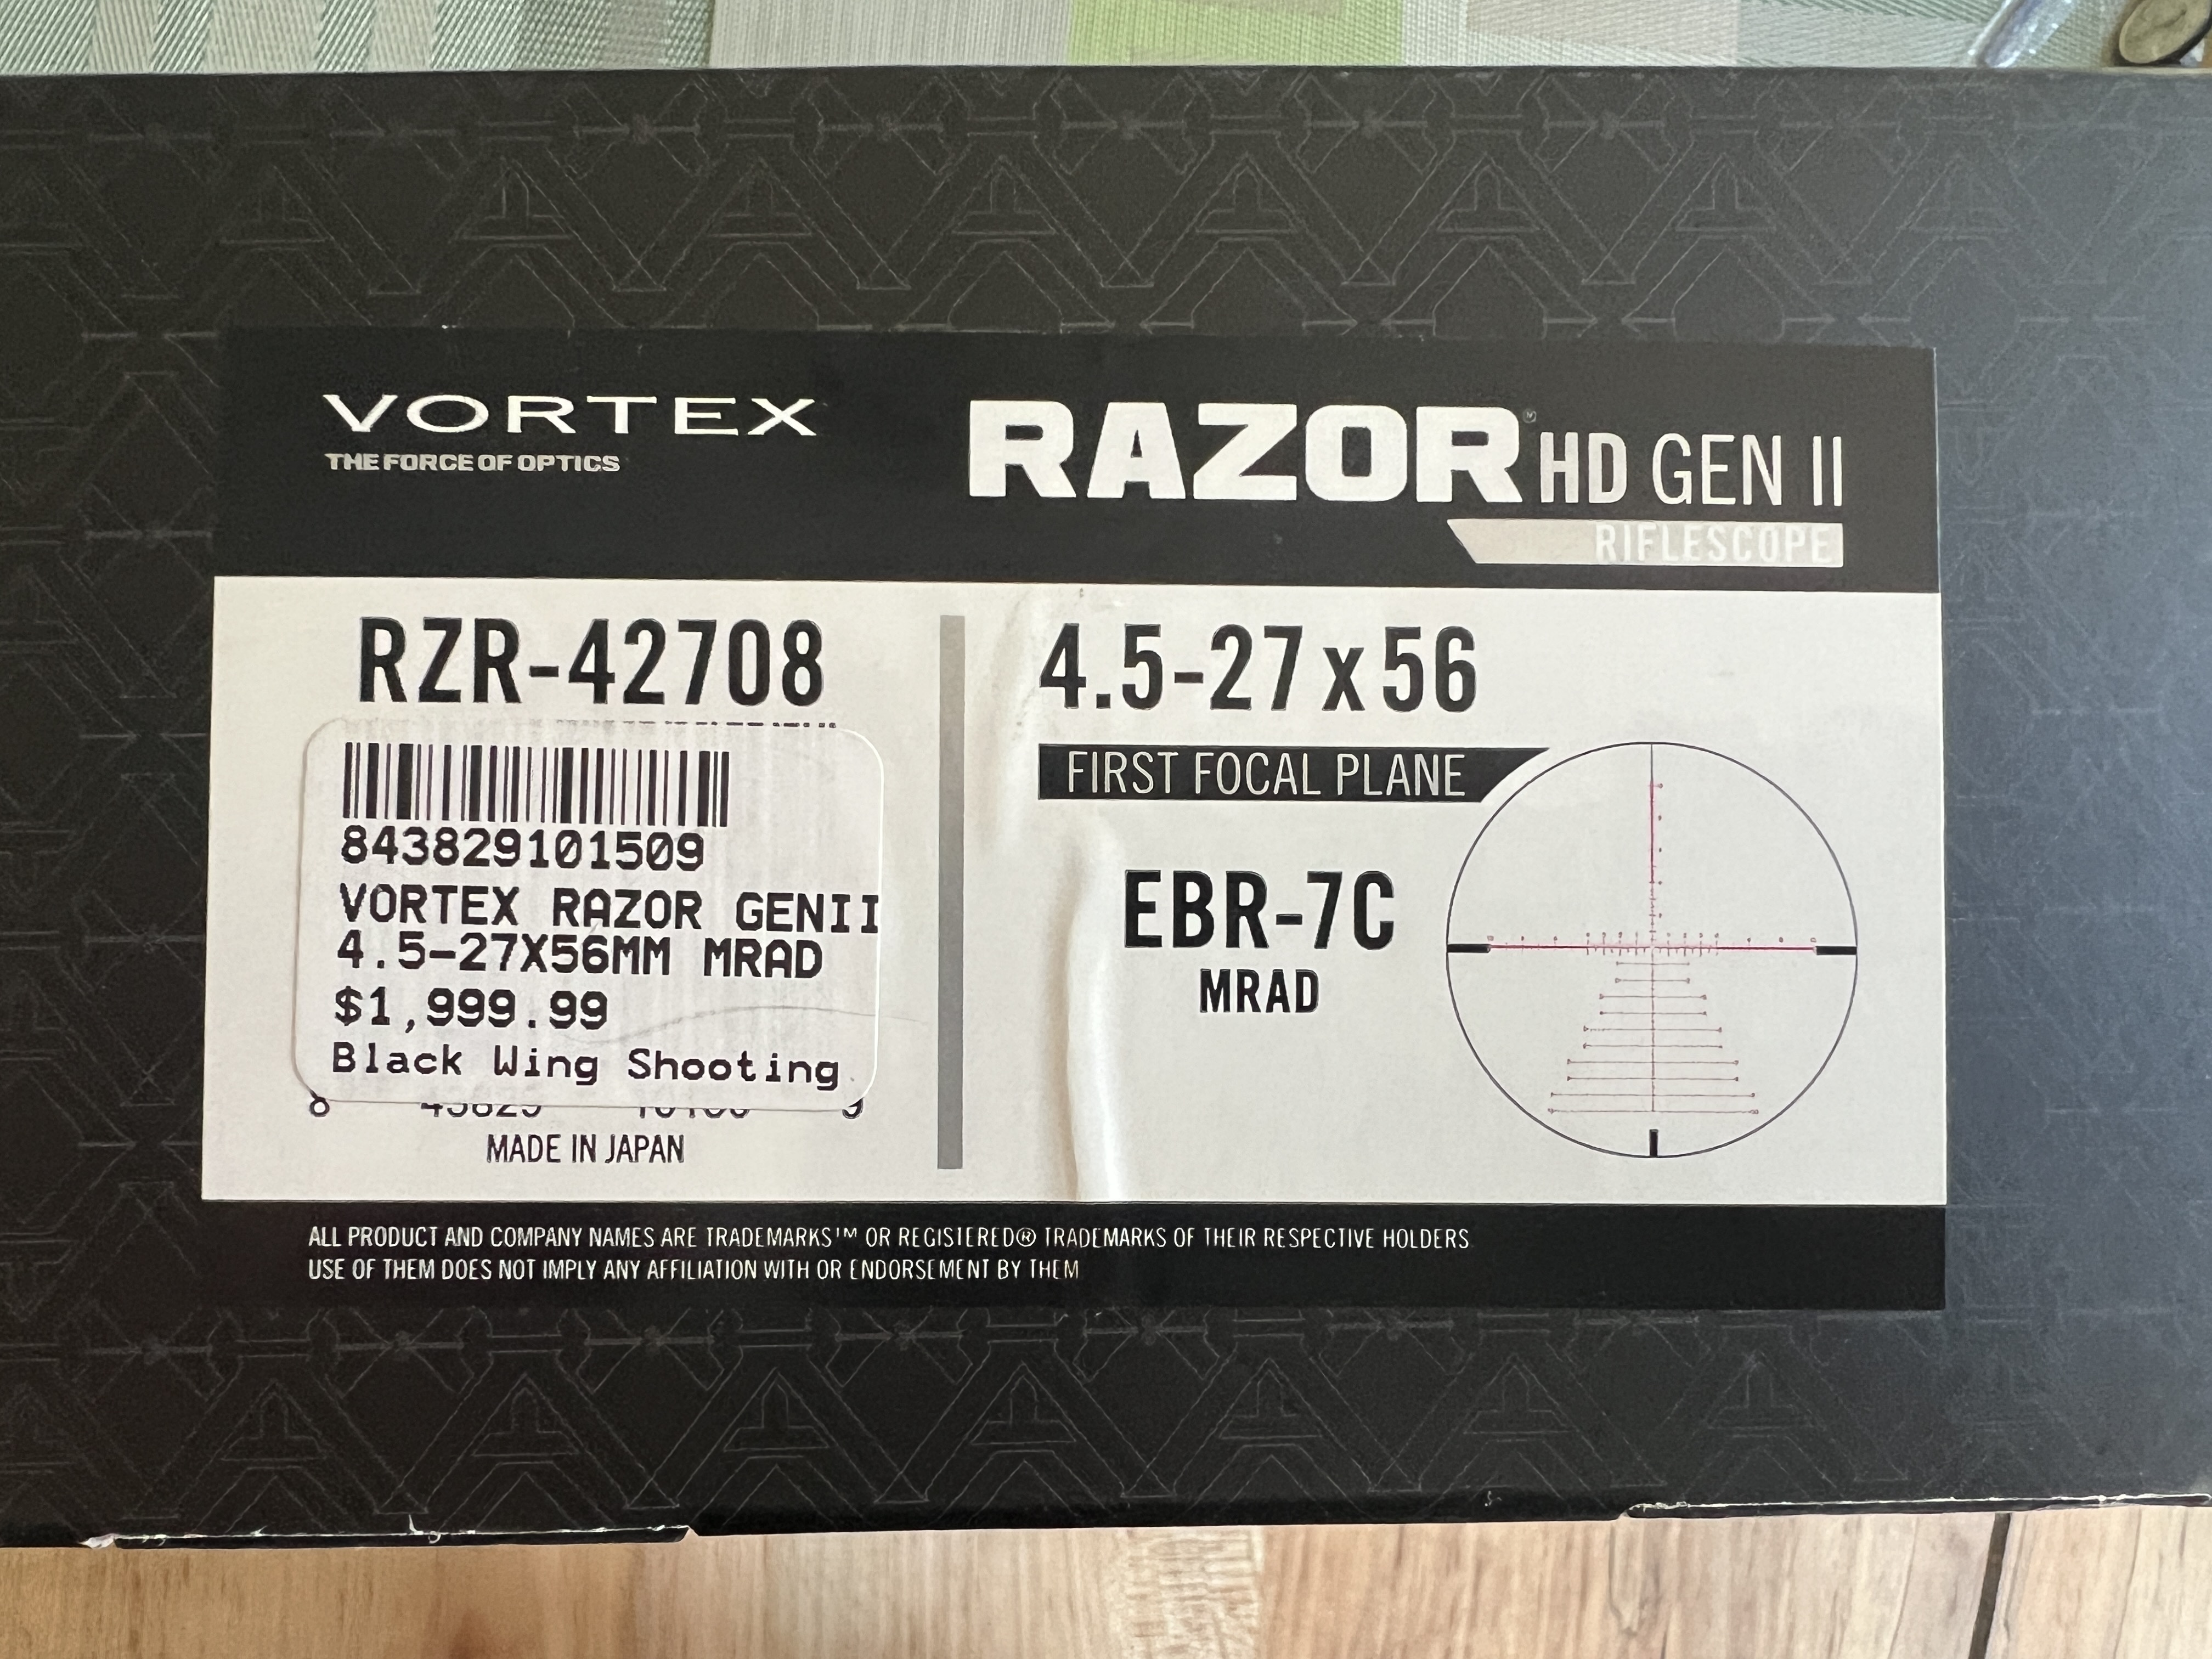 VORTEX
THE FORCE OF OPTICS
RAZOR HD GEN II
RIFLESCOPE
RZR-42708
843829101509
VORTEX RAZOR GENII
4.5-27X56MM MRAD
$1,999.99
Black Wing Shooting
MADE IN JAPAN
4.5-27x56
FIRST FOCAL PLANE
EBR-7C
MRAD
ALL PRODUCT AND COMPANY NAMES ARE TRADEMARKS™ OR REGISTERED® TRADEMARKS OF THEIR RESPECTIVE HOLDERS
USE OF THEM DOES NOT IMPLY ANY AFFILIATION WITH OR ENDORSEMENT BY THEM